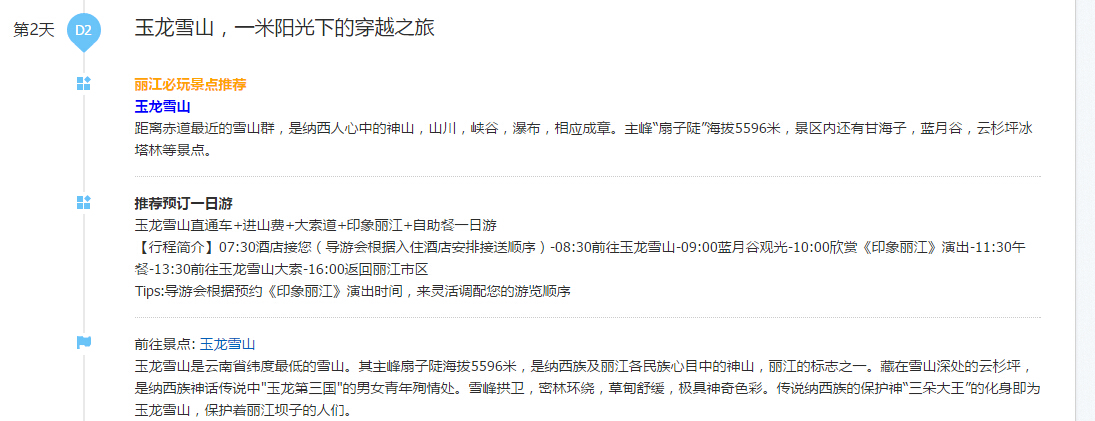 第2天
D2
玉龙雪山，一米阳光下的穿越之旅
丽江必玩景点推荐
玉龙雪山
距离赤道最近的雪山群，是纳西人心中的神山，山川，峡谷，瀑布，相应成章。主峰“扇子陡”海拔5596米，景区内还有甘海子，蓝月谷，云杉坪冰
塔林等景点。
推荐预订一日游
玉龙雪山直通车+进山费+大索道+印象丽江+自助餐一日游
【行程简介】07:30酒店接您（导游会根据入住酒店安排接送顺序）-08:30前往玉龙雪山-09:00蓝月谷观光-10:00欣赏《印象丽江》演出-11:30午
餐-13:30前往玉龙雪山大索-16:00返回丽江市区
Tips:导游会根据预约《印象丽江》演出时间，来灵活调配您的游览顺序
前往景点: 玉龙雪山
玉龙雪山是云南省纬度最低的雪山。其主峰扇子陡海拔5596米，是纳西族及丽江各民族心目中的神山，丽江的标志之一。藏在雪山深处的云杉坪，
是纳西族神话传说中"玉龙第三国"的男女青年殉情处。雪峰拱卫，密林环绕，草甸舒缓，极具神奇色彩。传说纳西族的保护神“三朵大王”的化身即为
玉龙雪山，保护着丽江坝子的人们。